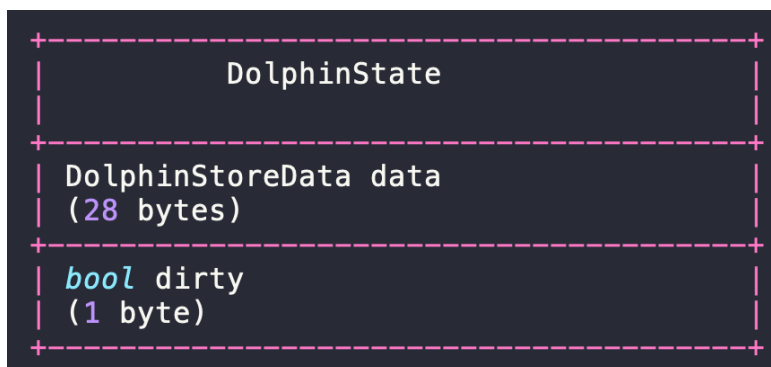 +---------------------------------------+
|          DolphinState                 |
|                                       |
+---------------------------------------+
| DolphinStoreData data                 |
| (28 bytes)                            |
+---------------------------------------+
| bool dirty                            |
| (1 byte)                              |
+---------------------------------------+